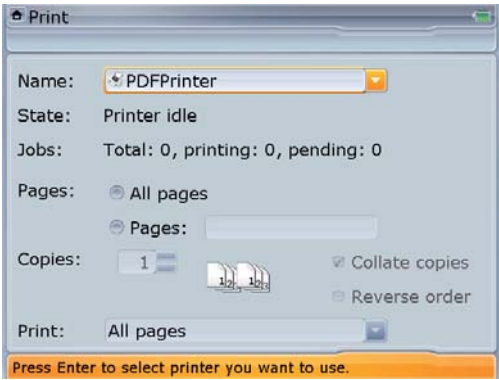 Print
Name: PDFPrinter
State: Printer idle
Jobs: Total: 0, printing: 0, pending: 0
Pages: All pages
Pages:
Copies: 1
Collate copies
Reverse order
Print: All pages
Press Enter to select printer you want to use.